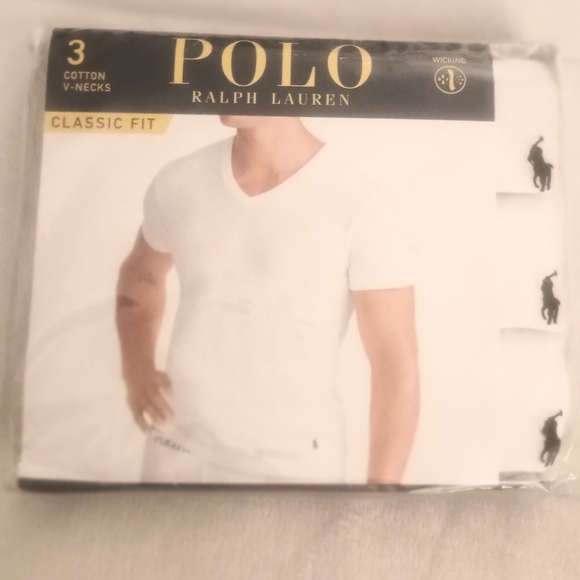 3
COTTON
V-NECKS
POLO
RALPH LAUREN
WICKING
CLASSIC FIT